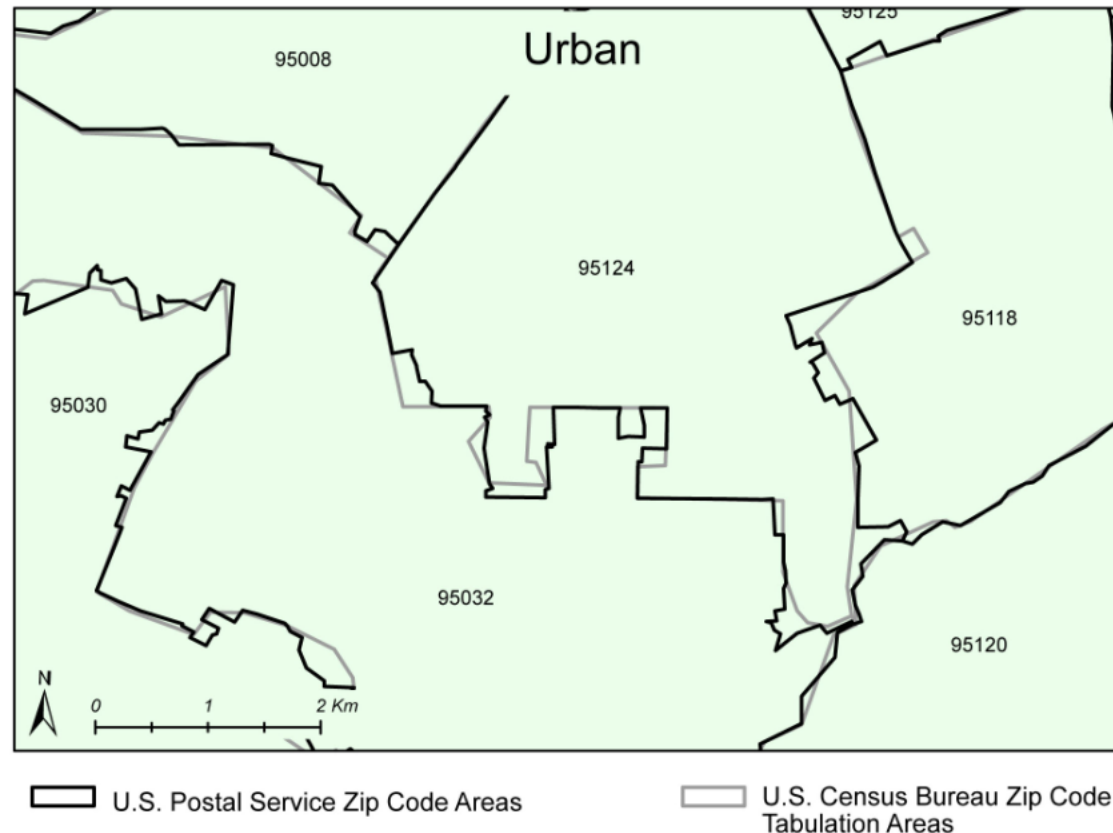 95125
Urban
95008
95124
95118
95030
95032
95120
N
0 1 2 Km
U.S. Postal Service Zip Code Areas
U.S. Census Bureau Zip Code
Tabulation Areas